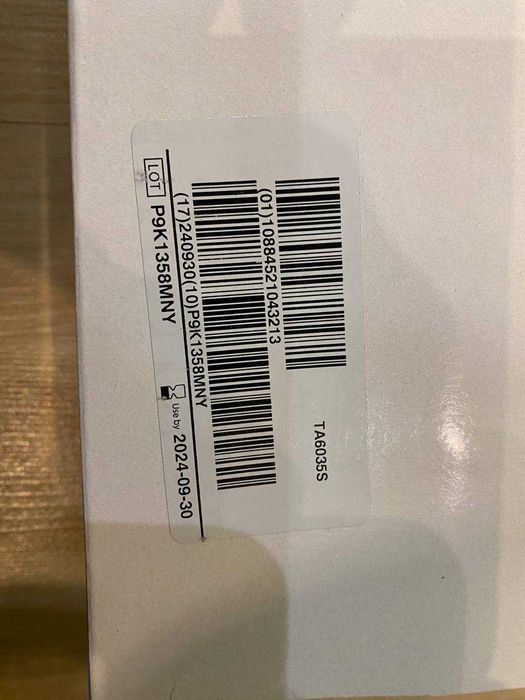 TA6035S
(01)10884521043213
(17)240930(10)P9K1358MNY
LOT P9K1358MNY Use by 2024-09-30